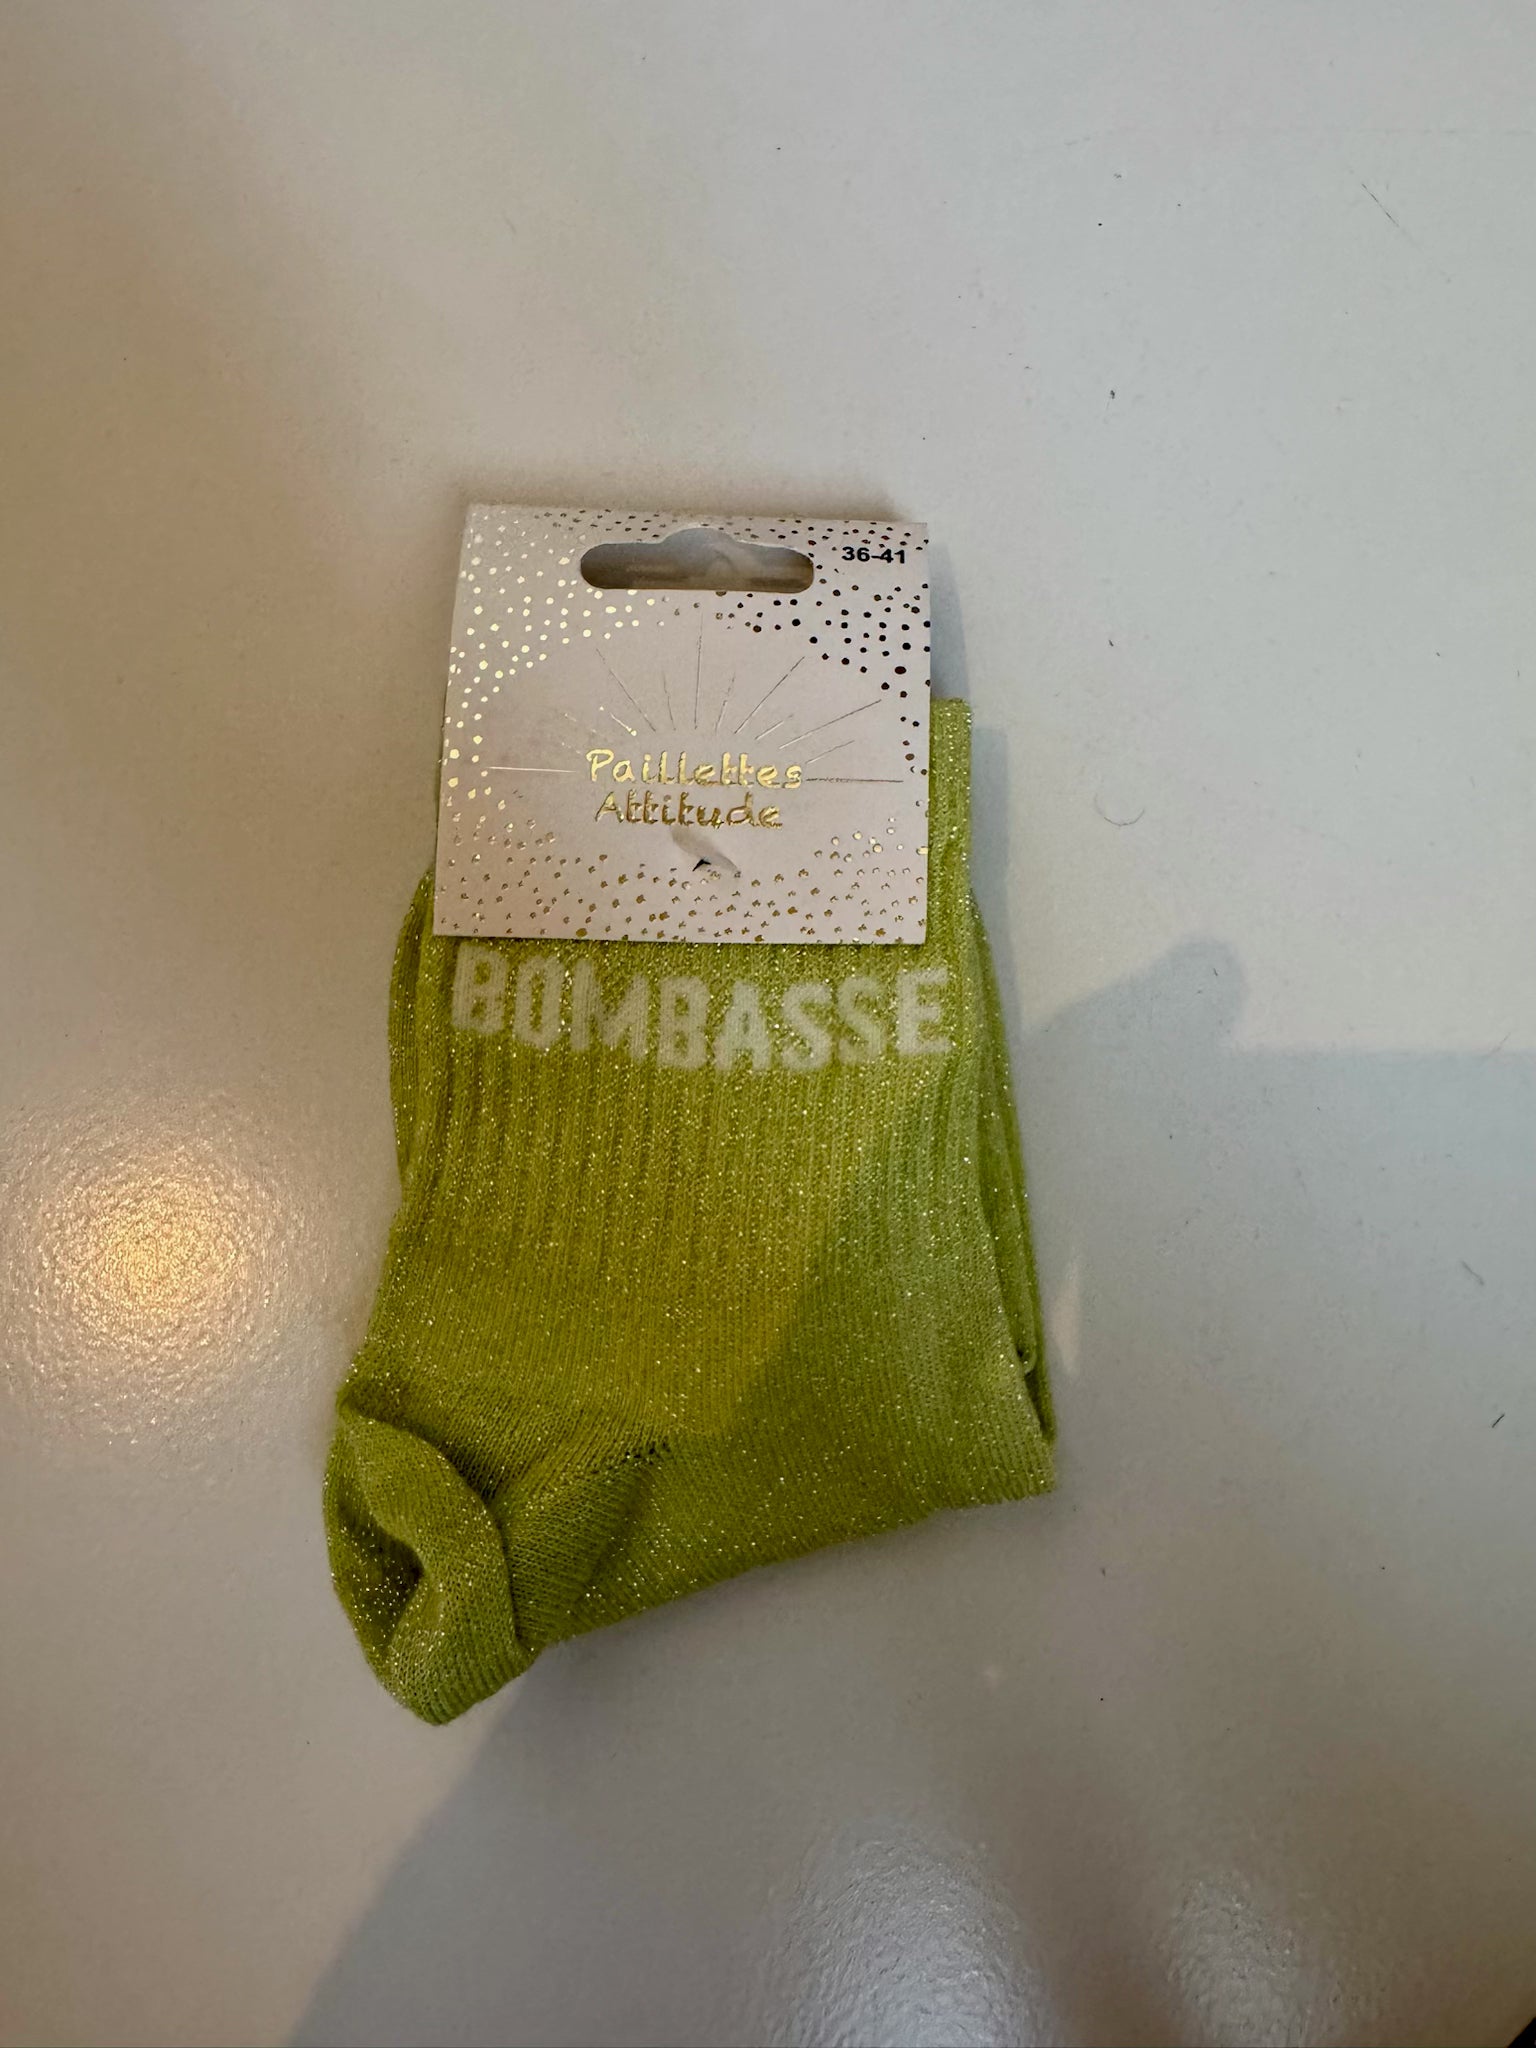 36-41
Paillettes
Attitude
BOMBASSE